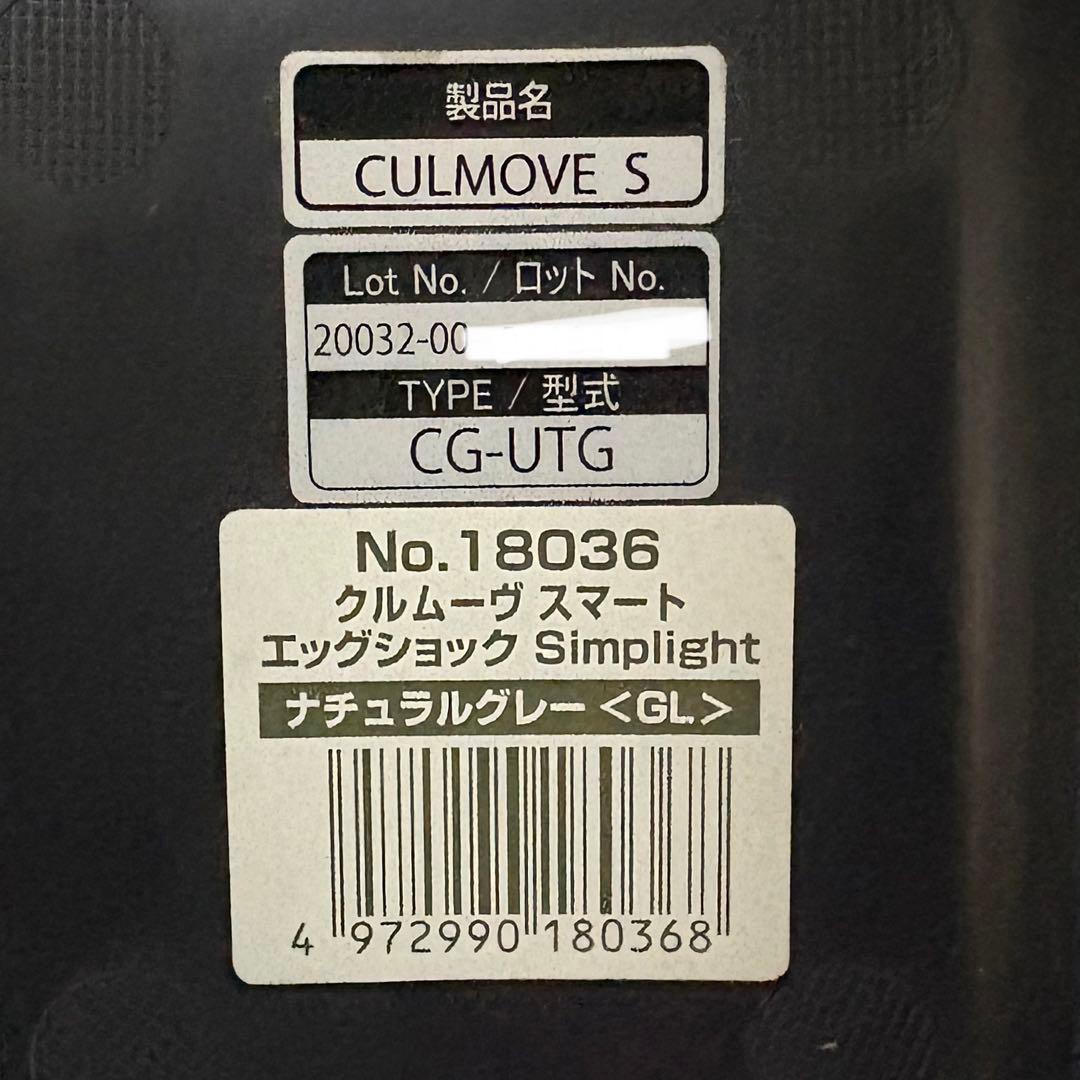 製品名
CULMOVE S
Lot No. / ロット No.
20032-00
TYPE / 型式
CG-UTG
No.18036
クルムーヴ スマート
エッグショック Simplight
ナチュラルグレー<GL>
4 972990 180368